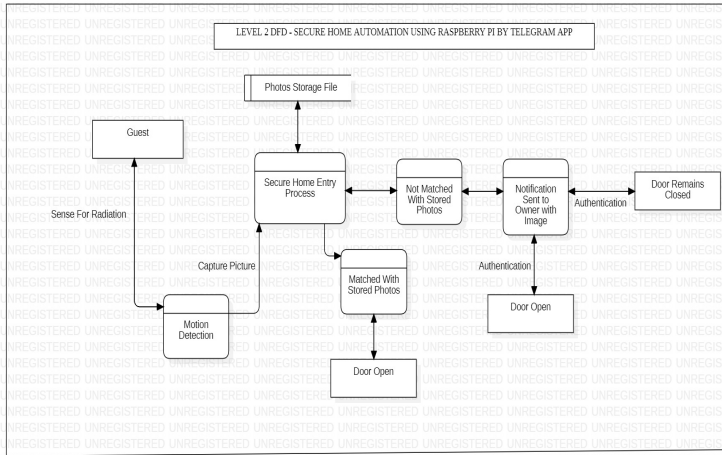 LEVEL 2 DFD - SECURE HOME AUTOMATION USING RASPBERRY PI BY TELEGRAM APP
Photos Storage File
Guest
Secure Home Entry
Process
Not Matched
With Stored
Photos
Notification
Sent to
Owner with
Image
Authentication
Door Remains
Closed
Sense For Radiation
Capture Picture
Matched With
Stored Photos
Authentication
Motion
Detection
Door Open
Door Open